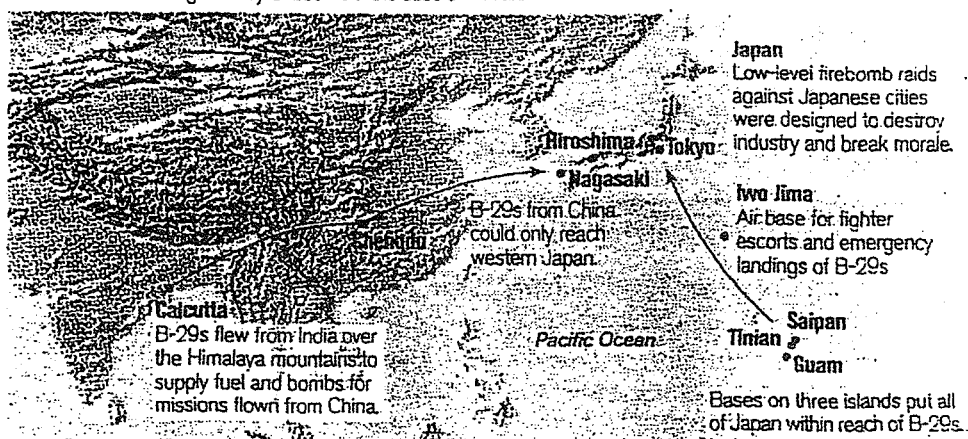 Japan
Low-level firebomb raids
against Japanese cities
were designed to destroy
industry and break morale.
Hiroshima
Tokyo
Nagasaki
Iwo Jima
Air base for fighter
escorts and emergency
landings of B-29s
B-29s from China
could only reach
western Japan.
Chengdu
Calcutta
B-29s flew from India over
the Himalaya mountains to
supply fuel and bombs for
missions flown from China.
Pacific Ocean
Saipan
Tinian
Guam
Bases on three islands put all
of Japan within reach of B-29s.